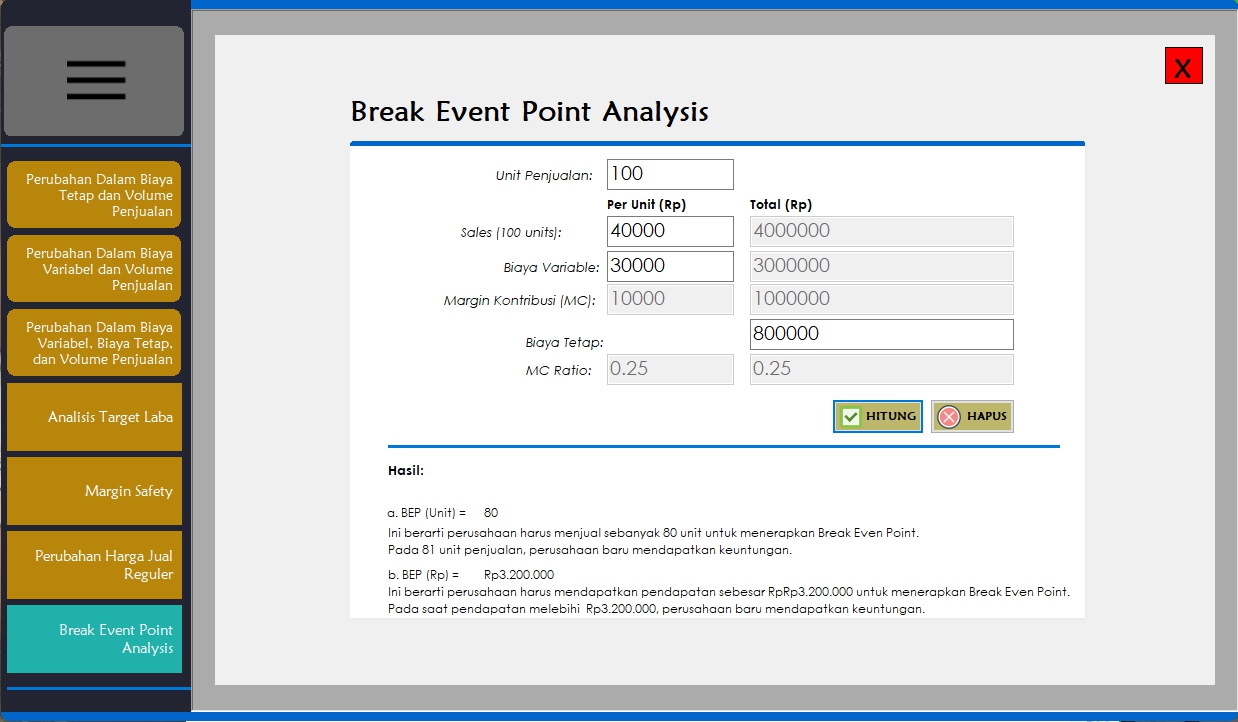 X
Break Event Point Analysis
Perubahan Dalam Biaya
Tetap dan Volume
Penjualan
Perubahan Dalam Biaya
Variabel dan Volume
Penjualan
Perubahan Dalam Biaya
Variabel, Biaya Tetap,
dan Volume Penjualan
Analisis Target Laba
Margin Safety
Perubahan Harga Jual
Reguler
Break Event Point
Analysis
Unit Penjualan: 100
Per Unit (Rp) Total (Rp)
Sales (100 units): 40000 4000000
Biaya Variable: 30000 3000000
Margin Kontribusi (MC): 10000 1000000
Biaya Tetap: 800000
MC Ratio: 0.25 0.25
HITUNG HAPUS
Hasil:
a. BEP (Unit) = 80
Ini berarti perusahaan harus menjual sebanyak 80 unit untuk menerapkan Break Even Point.
Pada 81 unit penjualan, perusahaan baru mendapatkan keuntungan.
b. BEP (Rp) = Rp3.200.000
Ini berarti perusahaan harus mendapatkan pendapatan sebesar RpRp3.200.000 untuk menerapkan Break Even Point.
Pada saat pendapatan melebihi Rp3.200.000, perusahaan baru mendapatkan keuntungan.